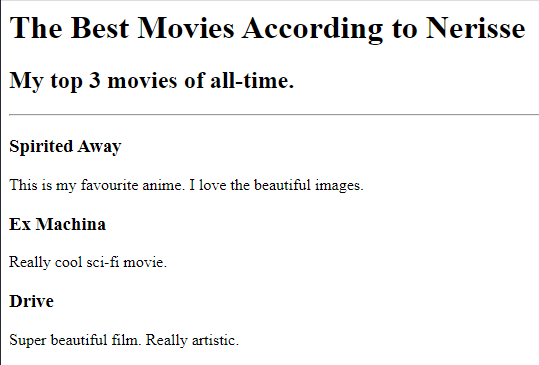 The Best Movies According to Nerisse
My top 3 movies of all-time.
Spirited Away
This is my favourite anime. I love the beautiful images.
Ex Machina
Really cool sci-fi movie.
Drive
Super beautiful film. Really artistic.